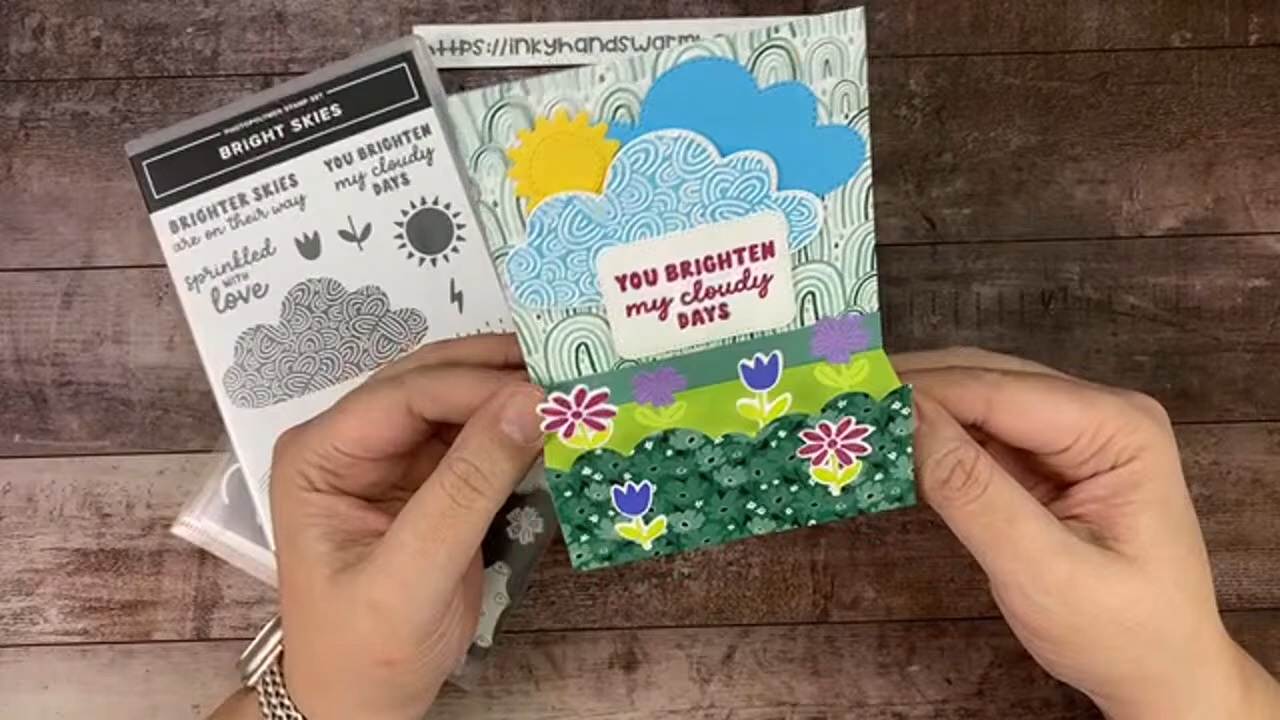 https://inkyhandswarm
PHOTOPOLYMER STAMP SET
BRIGHT SKIES
BRIGHTER SKIES
are on their way
YOU BRIGHTEN
my cloudy
DAYS
sprinkled
WITH
love
YOU BRIGHTEN
my cloudy
DAYS